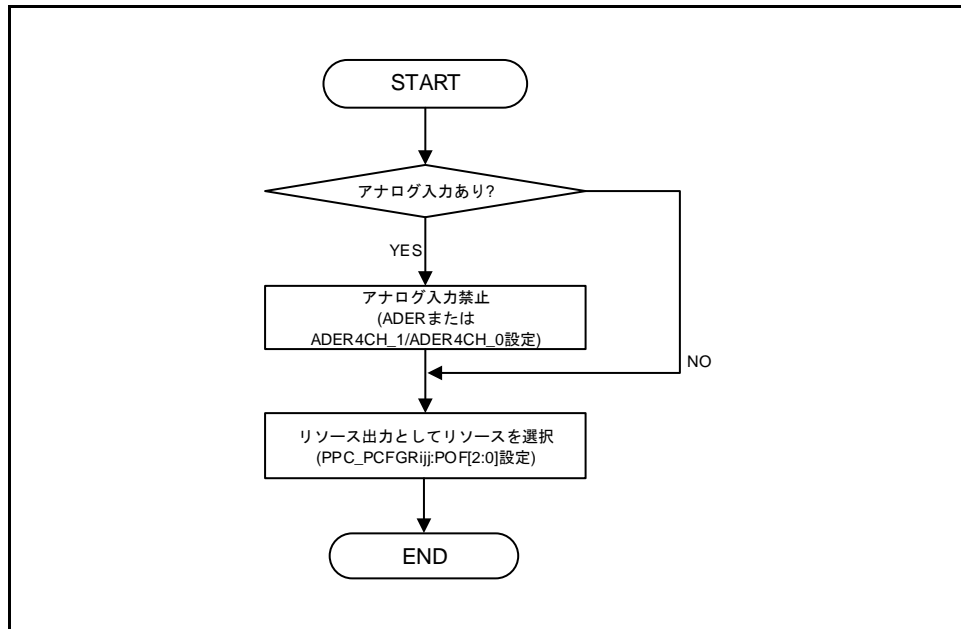 START
アナログ入力あり?
YES
アナログ入力禁止
(ADERまたは
ADER4CH_1/ADER4CH_0設定)
NO
リソース出力としてリソースを選択
(PPC_PCFGRijj:POF[2:0]設定)
END